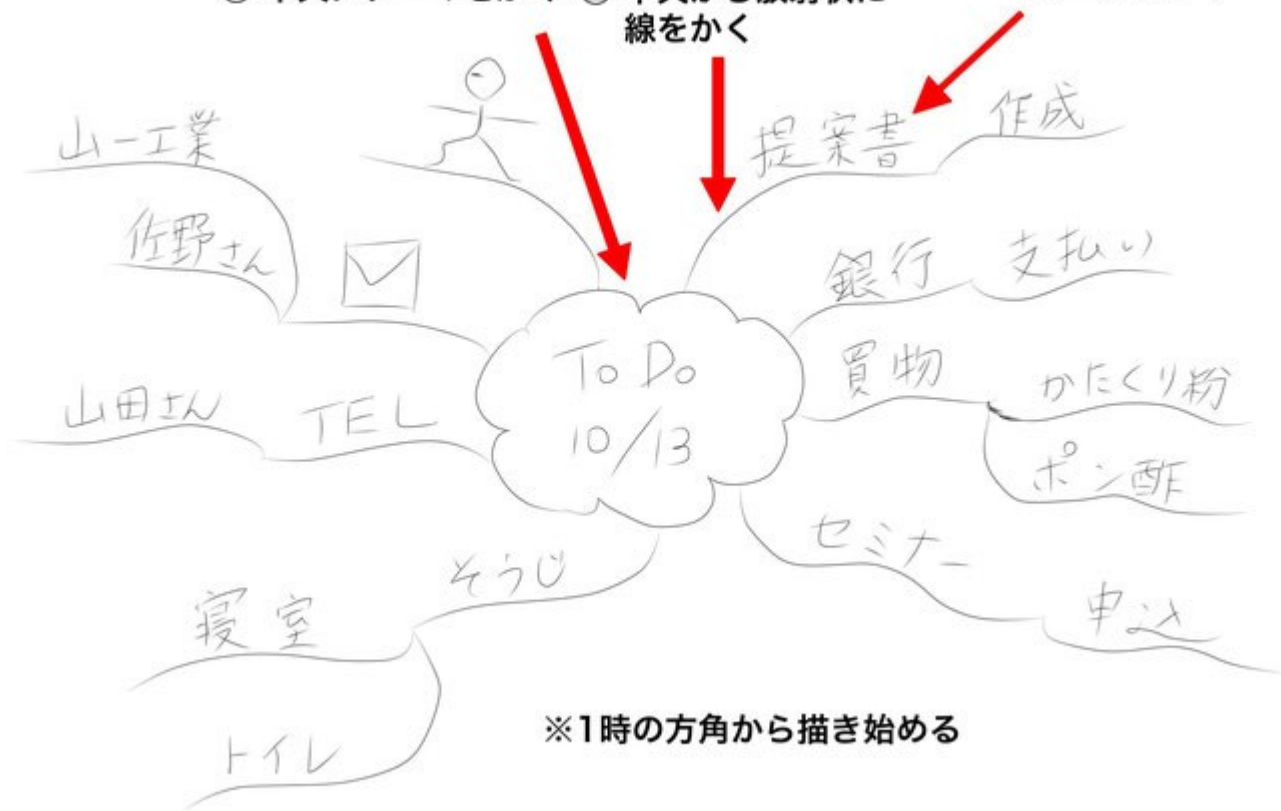 線をかく
提案書
作成
銀行
支払い
買物
かたくり粉
ポン酢
セミナー
申込
そうじ
寝室
トイレ
TEL
山田さん
佐野さん
山一工業
To Do
10/13
※1時の方角から描き始める